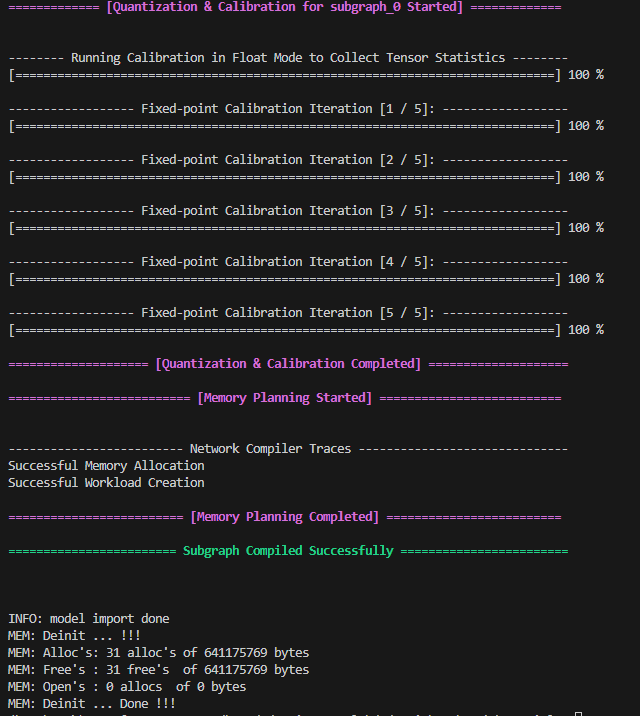 ============= [Quantization & Calibration for subgraph_0 Started] =============
-------- Running Calibration in Float Mode to Collect Tensor Statistics --------
[=============================================================================] 100 %
------------------ Fixed-point Calibration Iteration [1 / 5]: ------------------
[=============================================================================] 100 %
------------------ Fixed-point Calibration Iteration [2 / 5]: ------------------
[=============================================================================] 100 %
------------------ Fixed-point Calibration Iteration [3 / 5]: ------------------
[=============================================================================] 100 %
------------------ Fixed-point Calibration Iteration [4 / 5]: ------------------
[=============================================================================] 100 %
------------------ Fixed-point Calibration Iteration [5 / 5]: ------------------
[=============================================================================] 100 %
==================== [Quantization & Calibration Completed] ====================
========================== [Memory Planning Started] ==========================
------------------------- Network Compiler Traces ------------------------------
Successful Memory Allocation
Successful Workload Creation
========================= [Memory Planning Completed] =========================
======================== Subgraph Compiled Successfully ========================
INFO: model import done
MEM: Deinit ... !!!
MEM: Alloc's: 31 alloc's of 641175769 bytes
MEM: Free's : 31 free's  of 641175769 bytes
MEM: Open's : 0 allocs  of 0 bytes
MEM: Deinit ... Done !!!